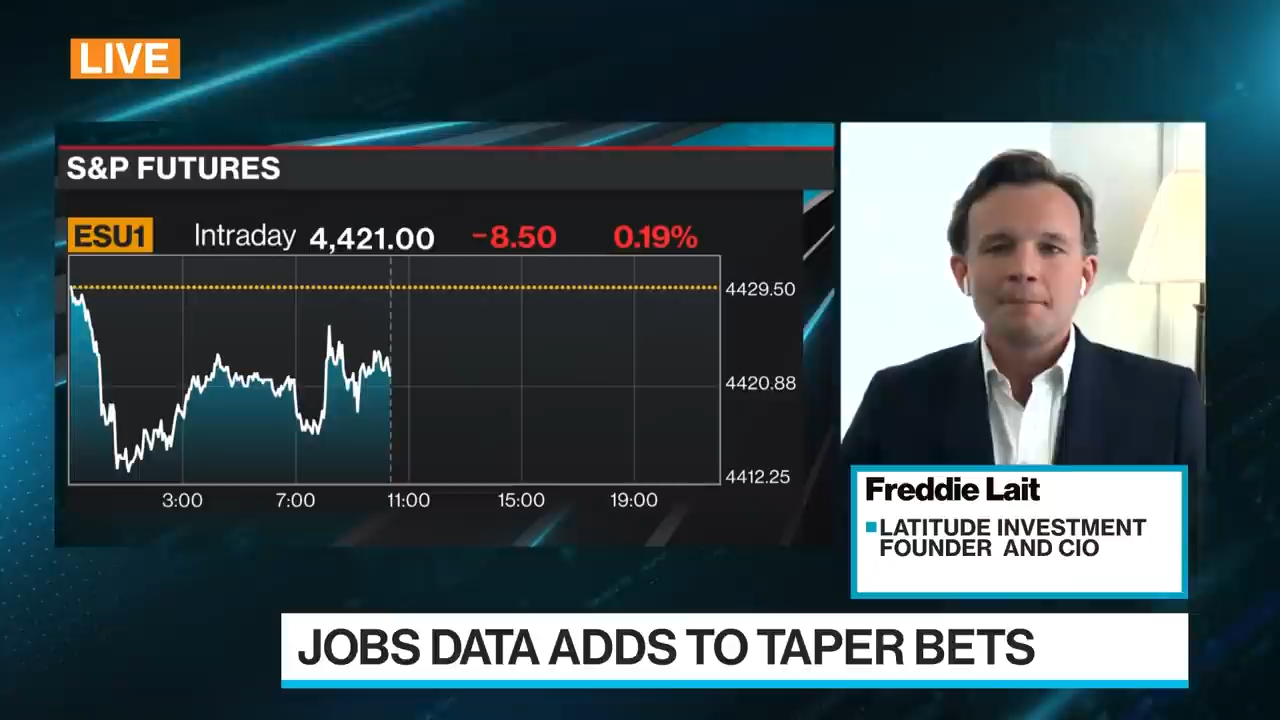 LIVE
S&P FUTURES
ESU1 Intraday 4,421.00 -8.50 0.19%
4429.50
4420.88
4412.25
3:00 7:00 11:00 15:00 19:00
Freddie Lait
LATITUDE INVESTMENT
FOUNDER AND CIO
JOBS DATA ADDS TO TAPER BETS